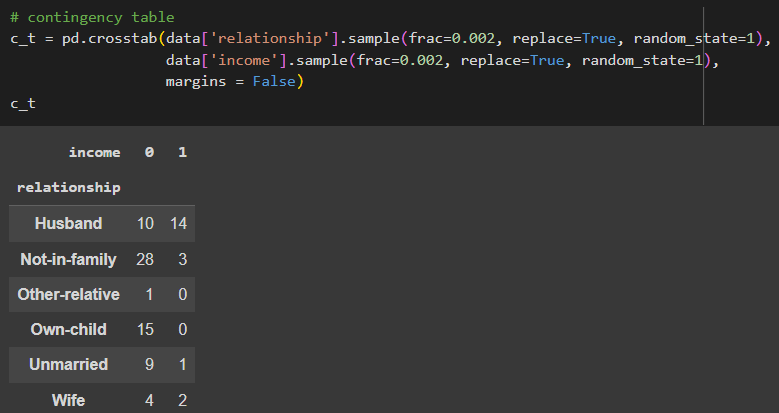 # contingency table
c_t = pd.crosstab(data['relationship'].sample(frac=0.002, replace=True, random_state=1),
data['income'].sample(frac=0.002, replace=True, random_state=1),
margins = False)
c_t
income 0 1
relationship
Husband 10 14
Not-in-family 28 3
Other-relative 1 0
Own-child 15 0
Unmarried 9 1
Wife 4 2